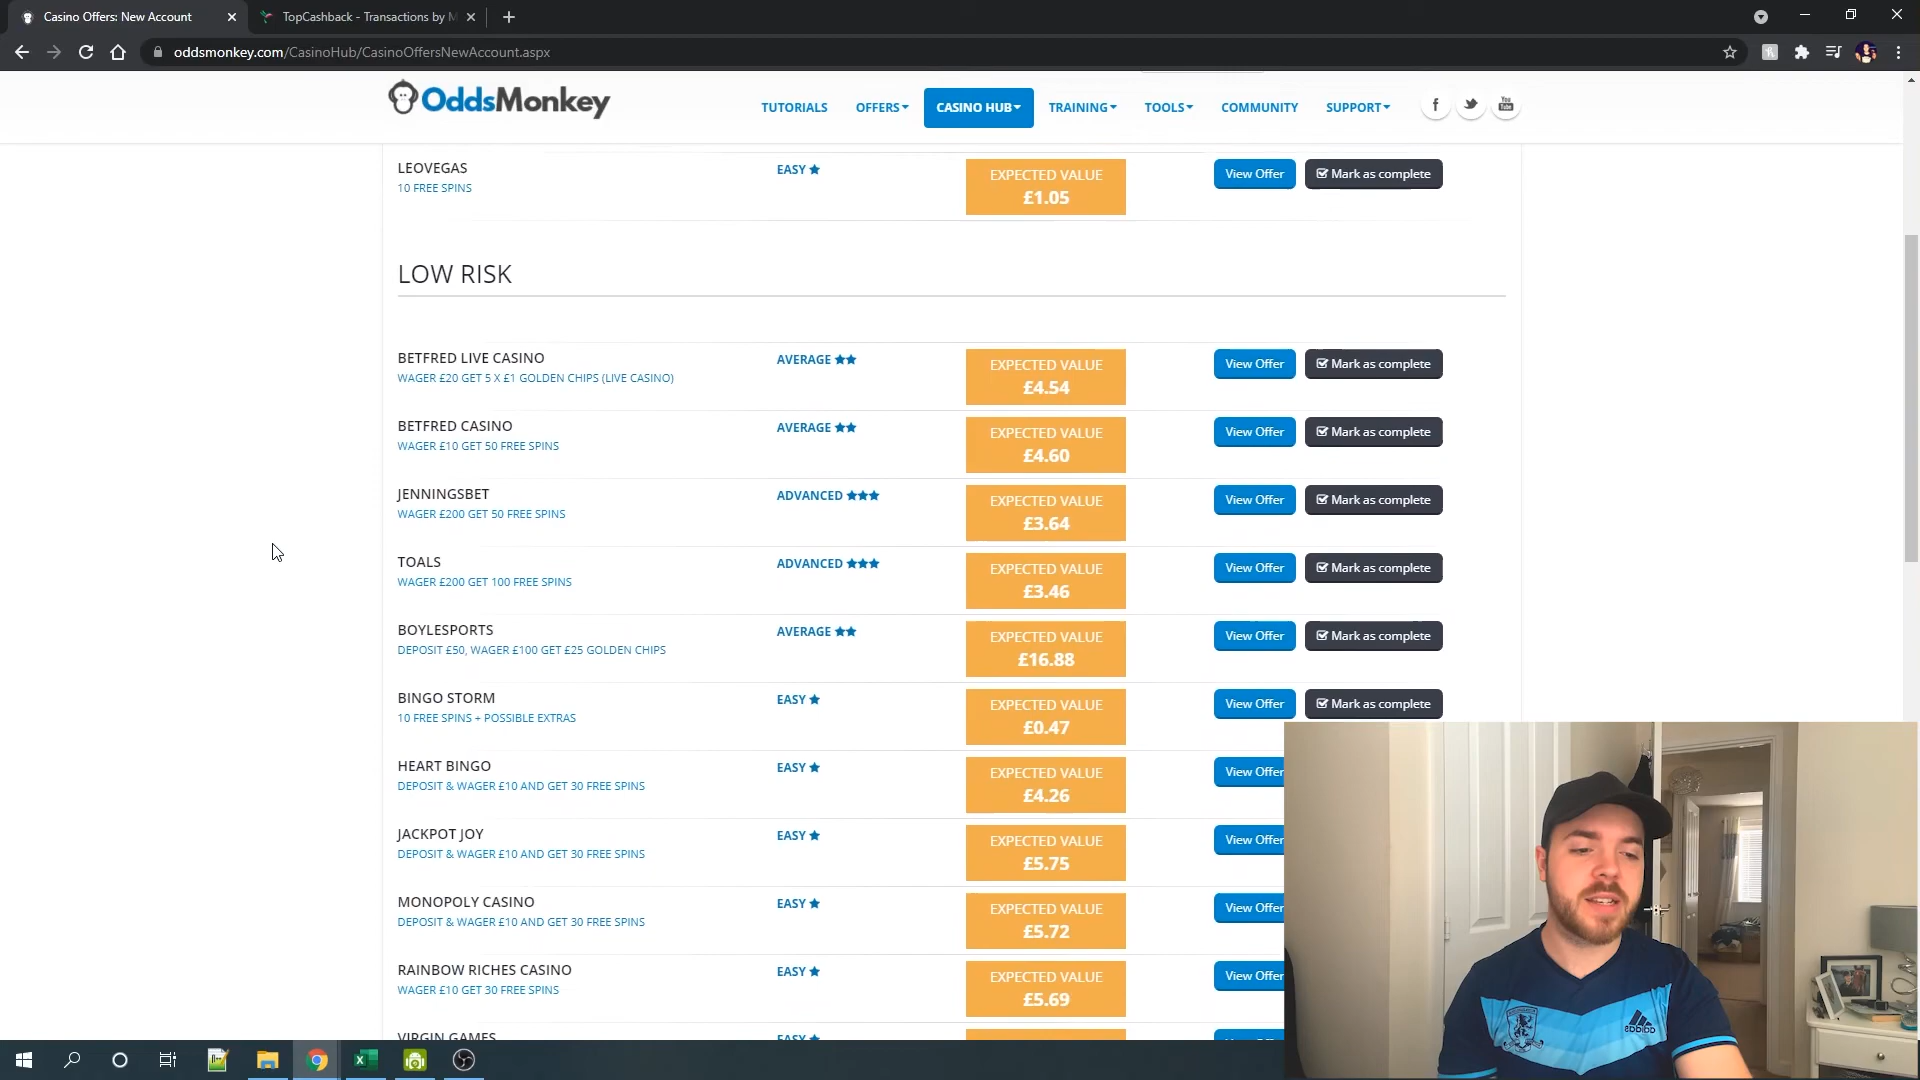 Casino Offers: New Account
TopCashback - Transactions by M
oddsmonkey.com/CasinoHub/CasinoOffersNewAccount.aspx
OddsMonkey
TUTORIALS OFFERS CASINO HUB TRAINING TOOLS COMMUNITY SUPPORT
LEOVEGAS
10 FREE SPINS
EASY
EXPECTED VALUE
£1.05
View Offer
Mark as complete
LOW RISK
BETFRED LIVE CASINO
WAGER £20 GET 5 X £1 GOLDEN CHIPS (LIVE CASINO)
AVERAGE
EXPECTED VALUE
£4.54
View Offer
Mark as complete
BETFRED CASINO
WAGER £10 GET 50 FREE SPINS
AVERAGE
EXPECTED VALUE
£4.60
View Offer
Mark as complete
JENNINGSBET
WAGER £200 GET 50 FREE SPINS
ADVANCED
EXPECTED VALUE
£3.64
View Offer
Mark as complete
TOALS
WAGER £200 GET 100 FREE SPINS
ADVANCED
EXPECTED VALUE
£3.46
View Offer
Mark as complete
BOYLESPORTS
DEPOSIT £50, WAGER £100 GET £25 GOLDEN CHIPS
AVERAGE
EXPECTED VALUE
£16.88
View Offer
Mark as complete
BINGO STORM
10 FREE SPINS + POSSIBLE EXTRAS
EASY
EXPECTED VALUE
£0.47
View Offer
Mark as complete
HEART BINGO
DEPOSIT & WAGER £10 AND GET 30 FREE SPINS
EASY
EXPECTED VALUE
£4.26
View Offer
JACKPOT JOY
DEPOSIT & WAGER £10 AND GET 30 FREE SPINS
EASY
EXPECTED VALUE
£5.75
View Offer
MONOPOLY CASINO
DEPOSIT & WAGER £10 AND GET 30 FREE SPINS
EASY
EXPECTED VALUE
£5.72
View Offer
RAINBOW RICHES CASINO
WAGER £10 GET 30 FREE SPINS
EASY
EXPECTED VALUE
£5.69
View Offer
VIRGIN GAMES
EASY